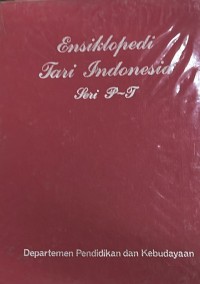 Ensiklopedi
Tari Indonesia
Seri P-T
Departemen Pendidikan dan Kebudayaan